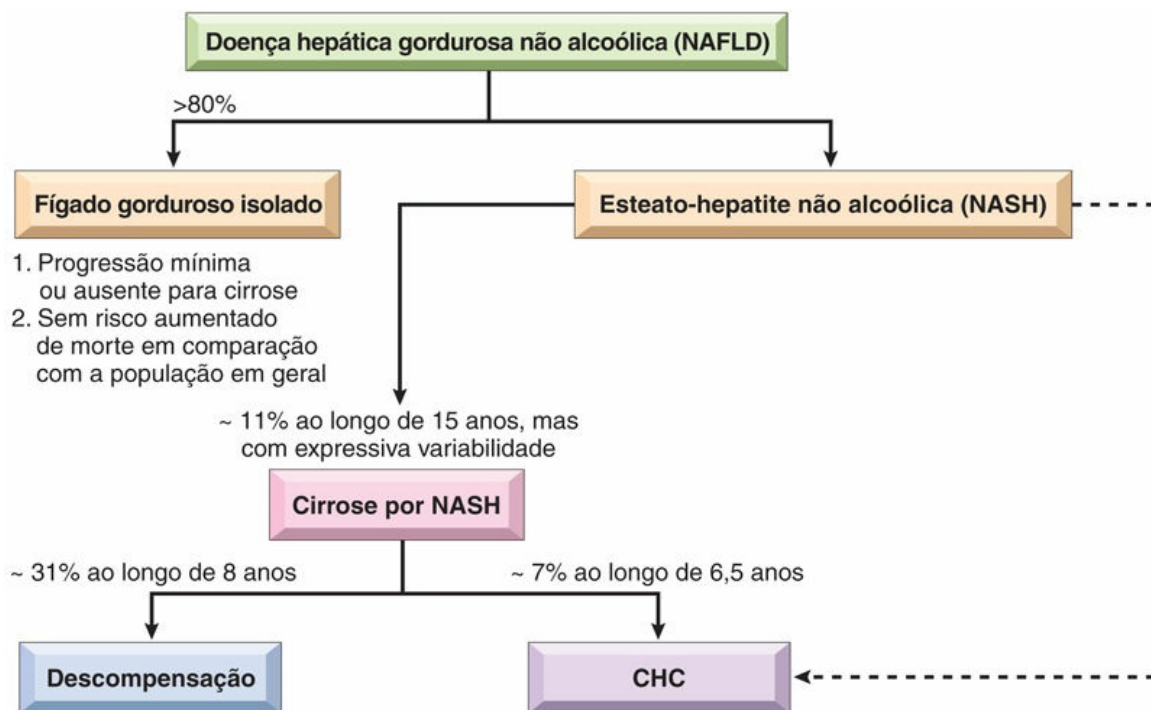 Doença hepática gordurosa não alcoólica (NAFLD)
>80%
Fígado gorduroso isolado
Esteato-hepatite não alcoólica (NASH)
1. Progressão mínima
ou ausente para cirrose
2. Sem risco aumentado
de morte em comparação
com a população em geral
~ 11% ao longo de 15 anos, mas
com expressiva variabilidade
Cirrose por NASH
~ 31% ao longo de 8 anos
~ 7% ao longo de 6,5 anos
Descompensação
CHC